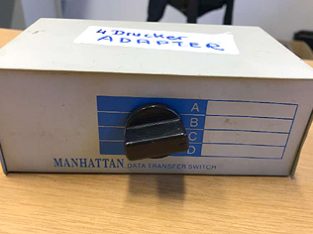 4 Drucker
ADAPTER
A
B
C
D
MANHATTAN DATA TRANSFER SWITCH